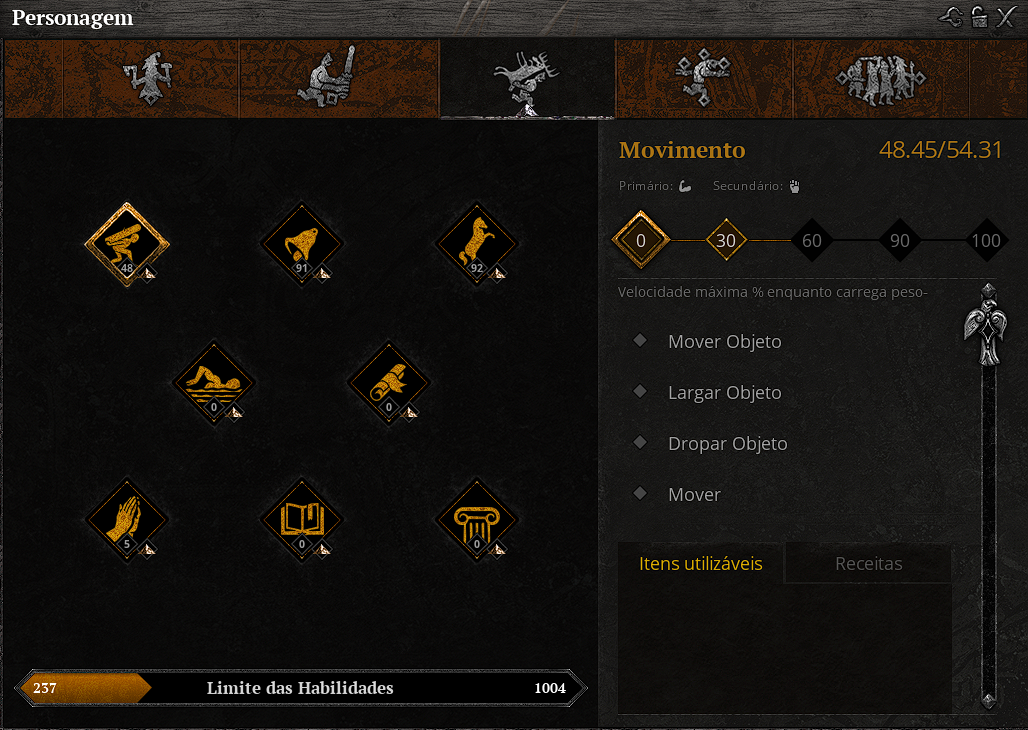 Personagem
48
91
92
0
0
5
0
0
237
Limite das Habilidades
1004
Movimento
48.45/54.31
Primário:
Secundário:
0
30
60
90
100
Velocidade máxima % enquanto carrega peso-
Mover Objeto
Largar Objeto
Dropar Objeto
Mover
Itens utilizáveis
Receitas